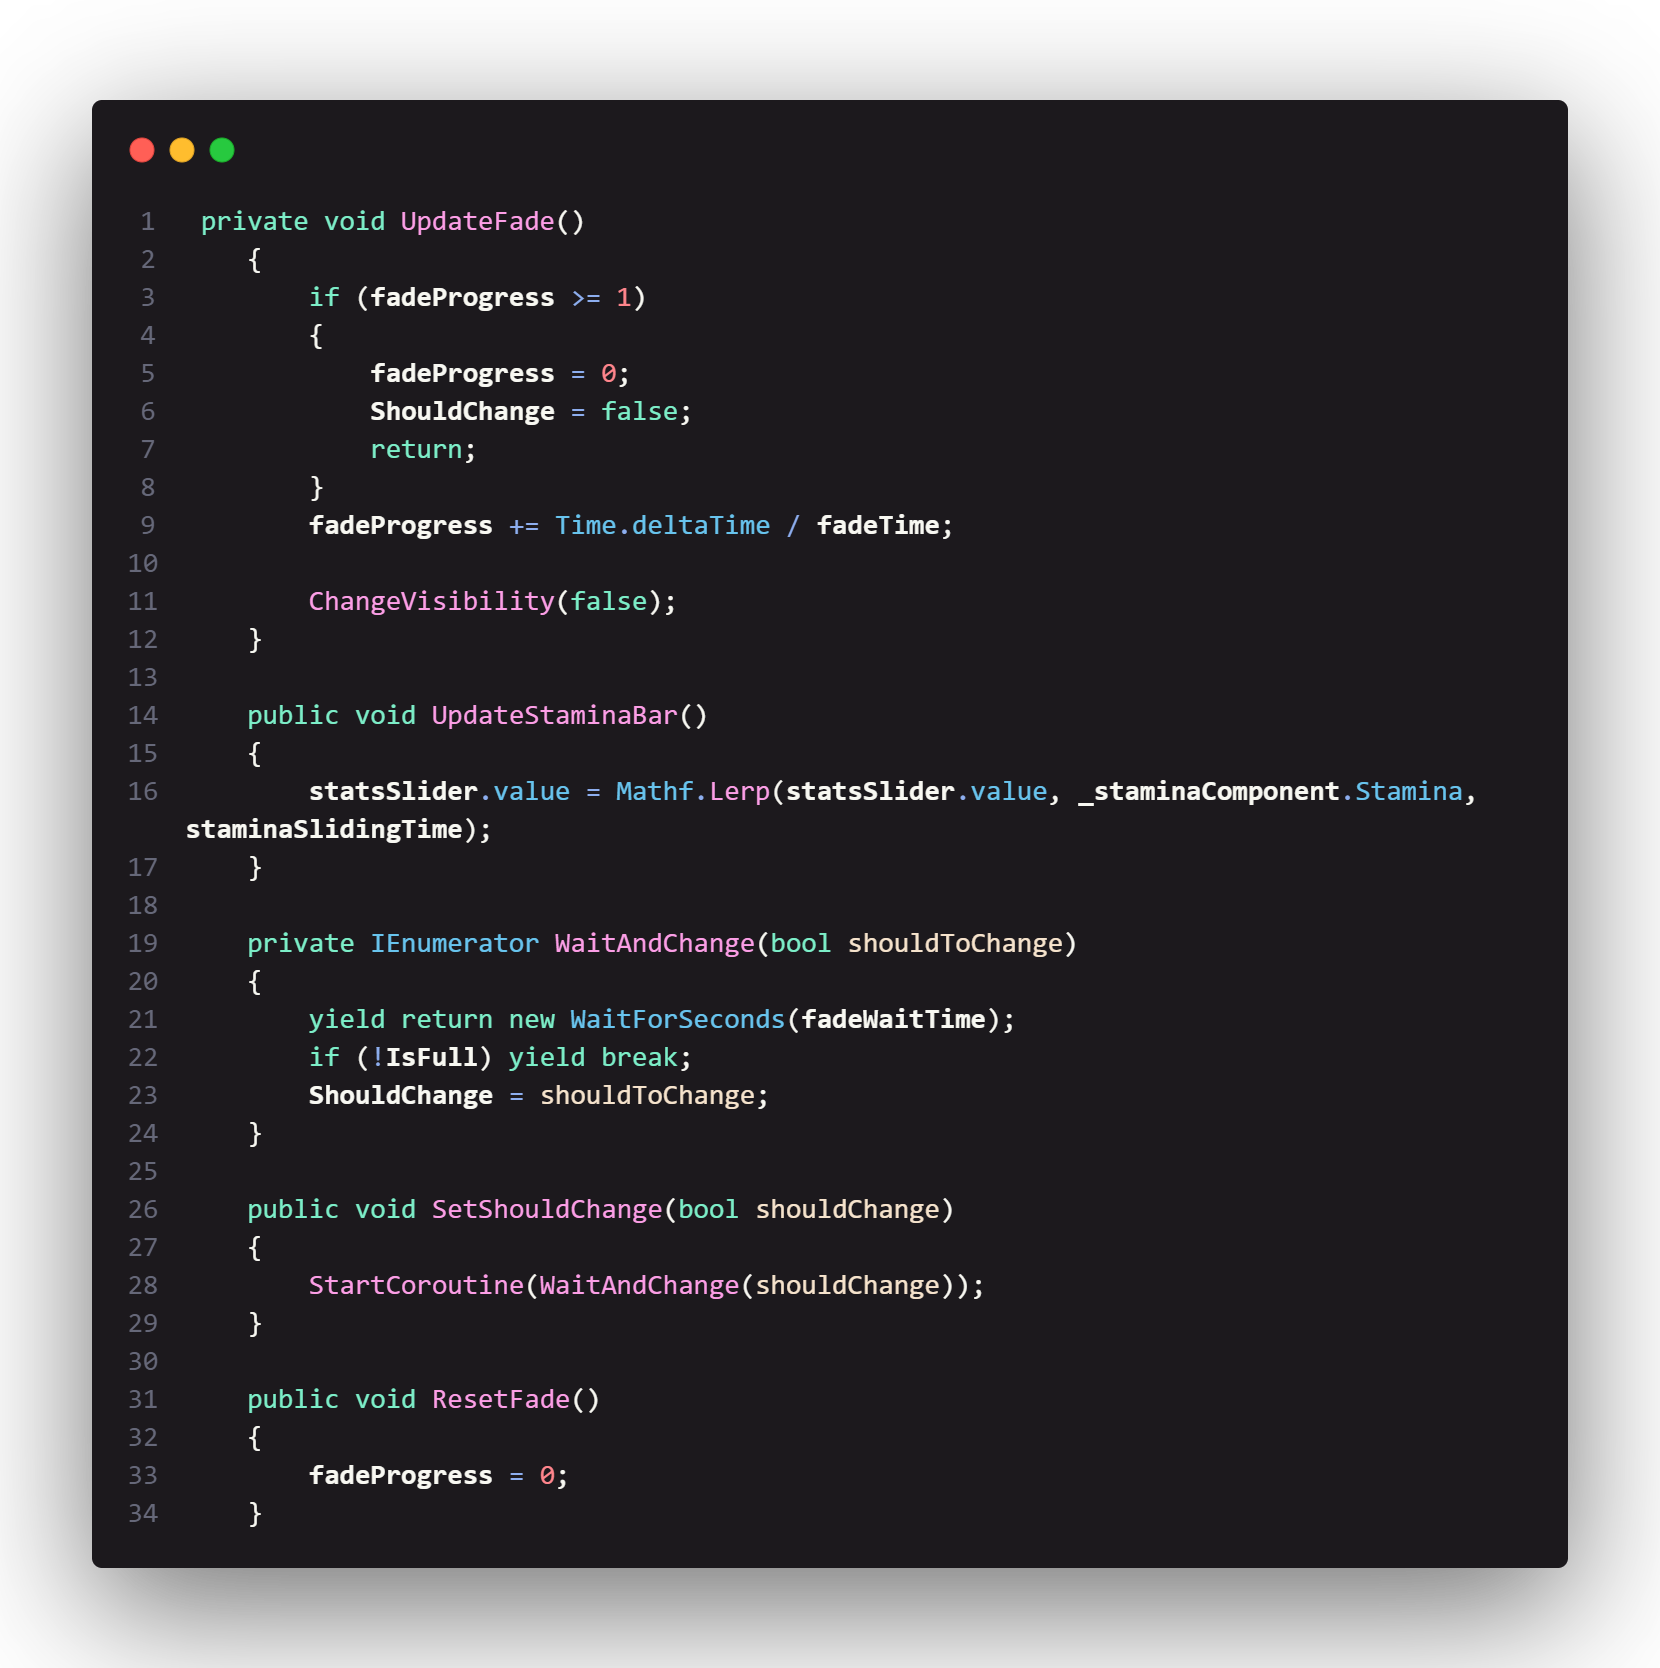 1 private void UpdateFade()
2 {
3 if (fadeProgress >= 1)
4 {
5 fadeProgress = 0;
6 ShouldChange = false;
7 return;
8 }
9 fadeProgress += Time.deltaTime / fadeTime;
10
11 ChangeVisibility(false);
12 }
13
14 public void UpdateStaminaBar()
15 {
16 statsSlider.value = Mathf.Lerp(statsSlider.value, _staminaComponent.Stamina,
staminaSlidingTime);
17 }
18
19 private IEnumerator WaitAndChange(bool shouldToChange)
20 {
21 yield return new WaitForSeconds(fadeWaitTime);
22 if (!IsFull) yield break;
23 ShouldChange = shouldToChange;
24 }
25
26 public void SetShouldChange(bool shouldChange)
27 {
28 StartCoroutine(WaitAndChange(shouldChange));
29 }
30
31 public void ResetFade()
32 {
33 fadeProgress = 0;
34 }